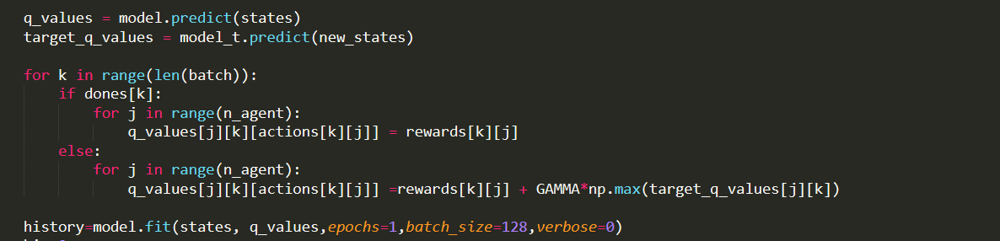 q_values = model.predict(states)
target_q_values = model_t.predict(new_states)
for k in range(len(batch)):
if dones[k]:
for j in range(n_agent):
q_values[j][k][actions[k][j]] = rewards[k][j]
else:
for j in range(n_agent):
q_values[j][k][actions[k][j]] =rewards[k][j] + GAMMA*np.max(target_q_values[j][k])
history=model.fit(states, q_values,epochs=1,batch_size=128,verbose=0)